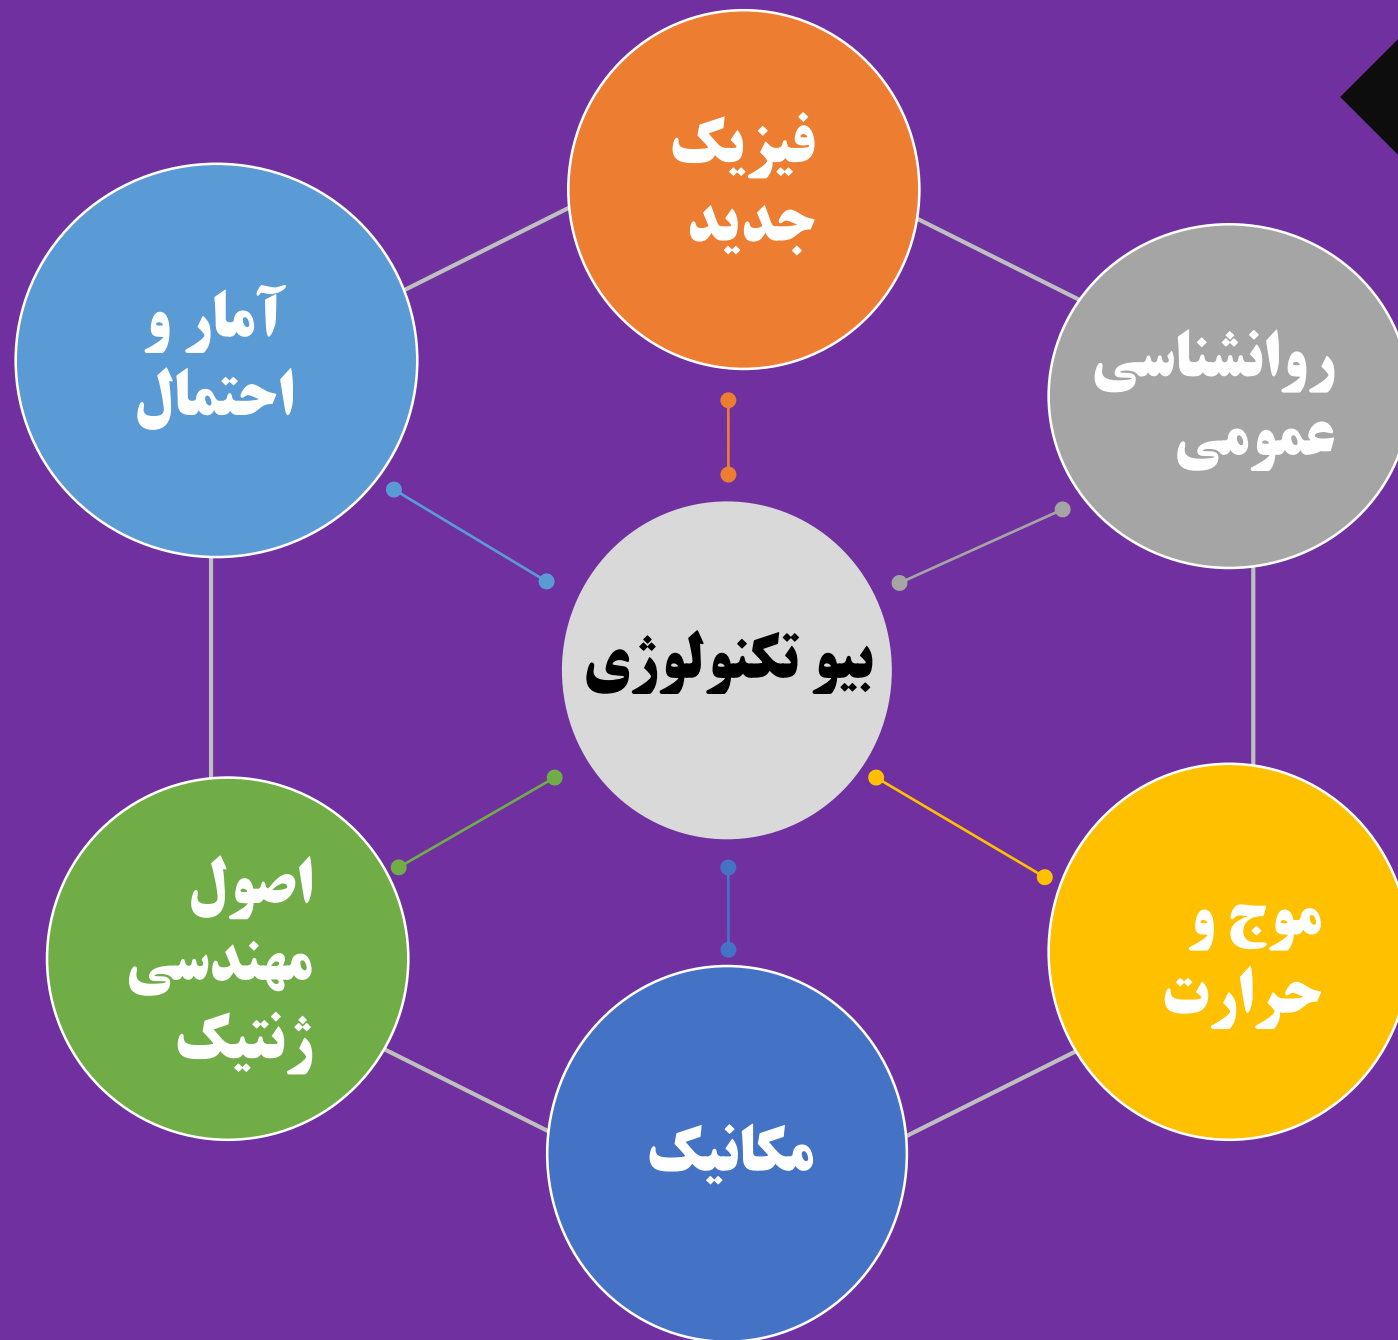 فیزیک
جدید
روانشناسی
عمومی
آمار و
احتمال
بیو تکنولوژی
موج و
حرارت
اصول
مهندسی
ژنتیک
مکانیک